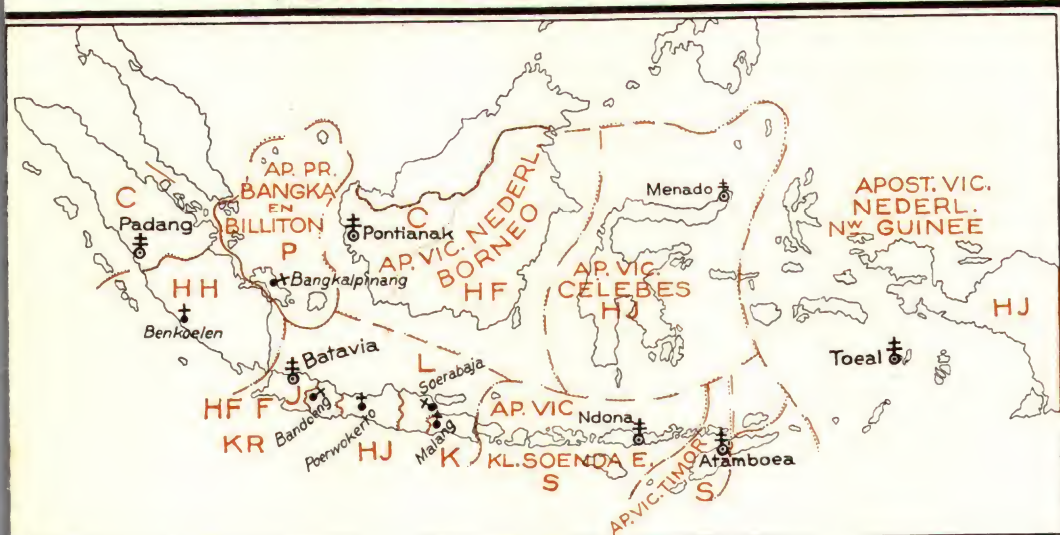 C
Padang
AP. PR.
BANGKA
EN
BILLITON
P
Bangkalpinang
HH
Benkoelen
Pontianak
C
AP. VIC. NEDERL.
BORNEO
HF
Menado
AP. VIC.
CELEBES
HJ
APOST. VIC.
NEDERL.
NW GUINEE
HJ
Toeal
Batavia
L
Soerabaja
HF F J
KR
Bandoeng
Poerwokerto
HJ
Malang
K
AP. VIC
KL. SOENDA E.
S
Ndona
AP. VIC. TIMOR
Atamboea
S